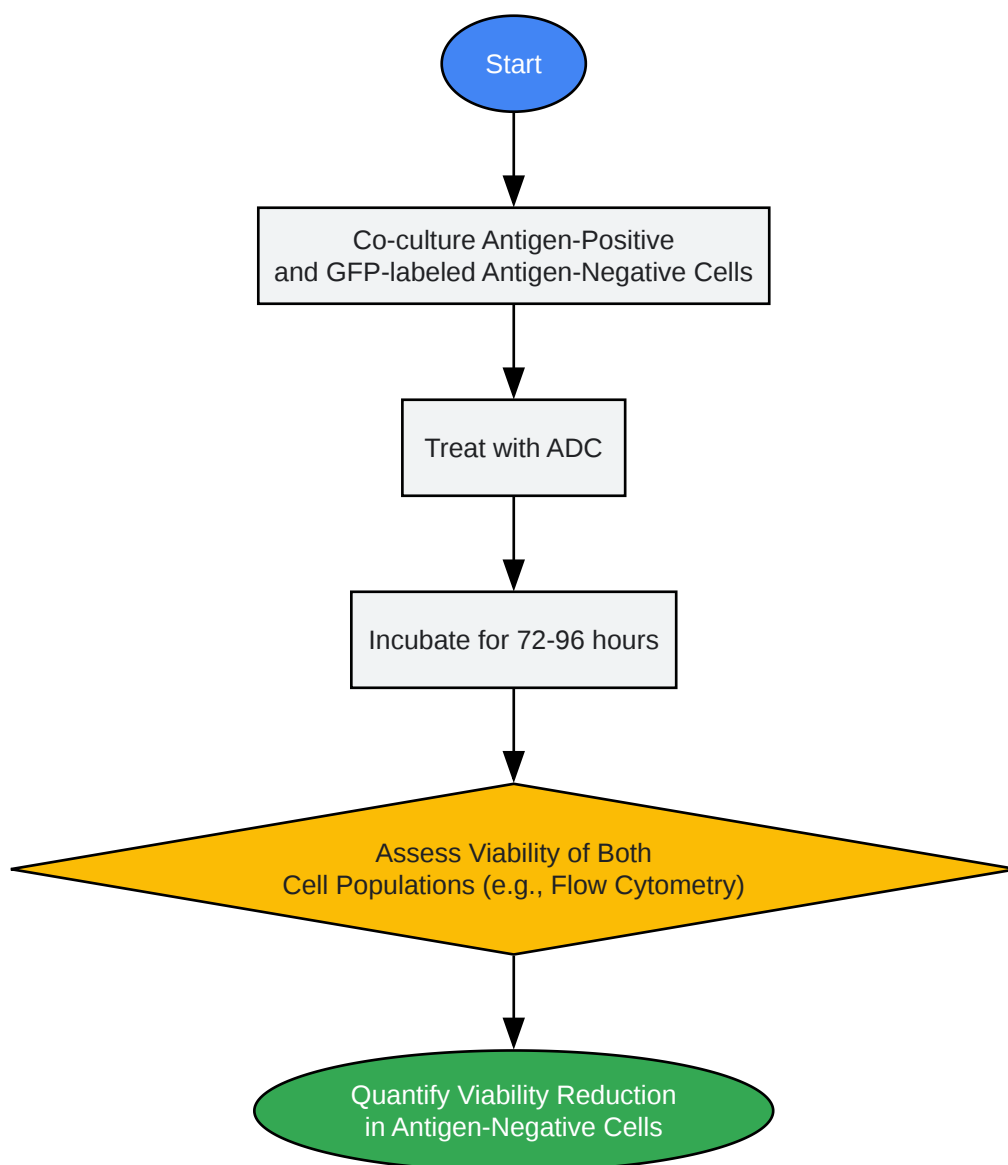 Start
Co-culture Antigen-Positive
and GFP-labeled Antigen-Negative Cells
Treat with ADC
Incubate for 72-96 hours
Assess Viability of Both
Cell Populations (e.g., Flow Cytometry)
Quantify Viability Reduction
in Antigen-Negative Cells